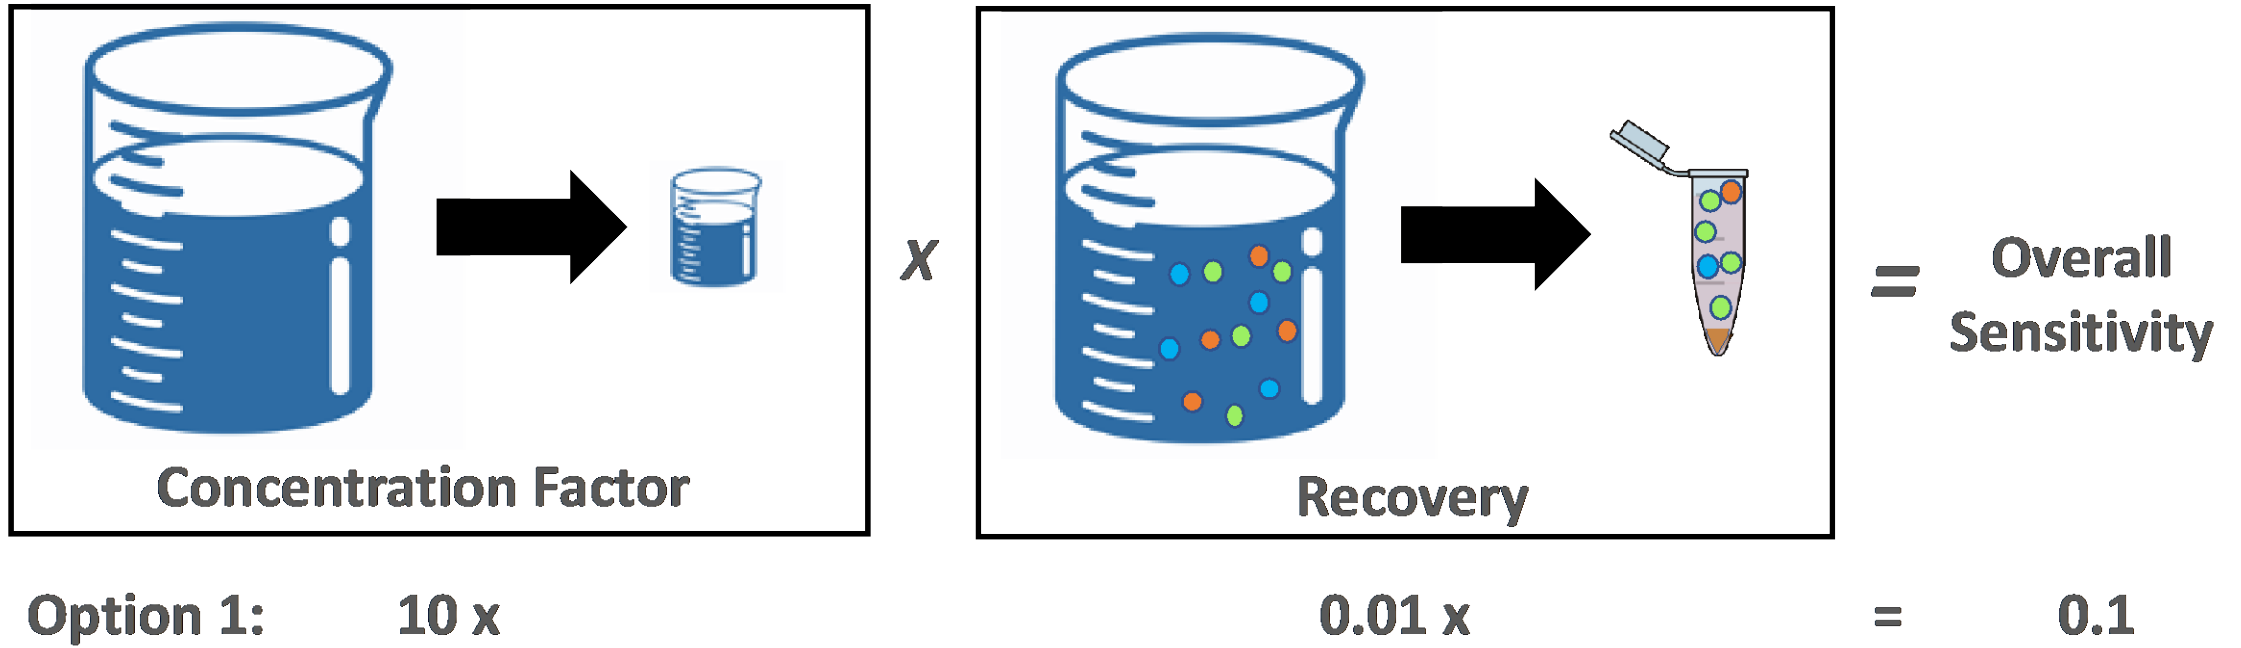 x
=
Overall
Sensitivity
Concentration Factor
Recovery
Option 1: 10 x 0.01 x = 0.1